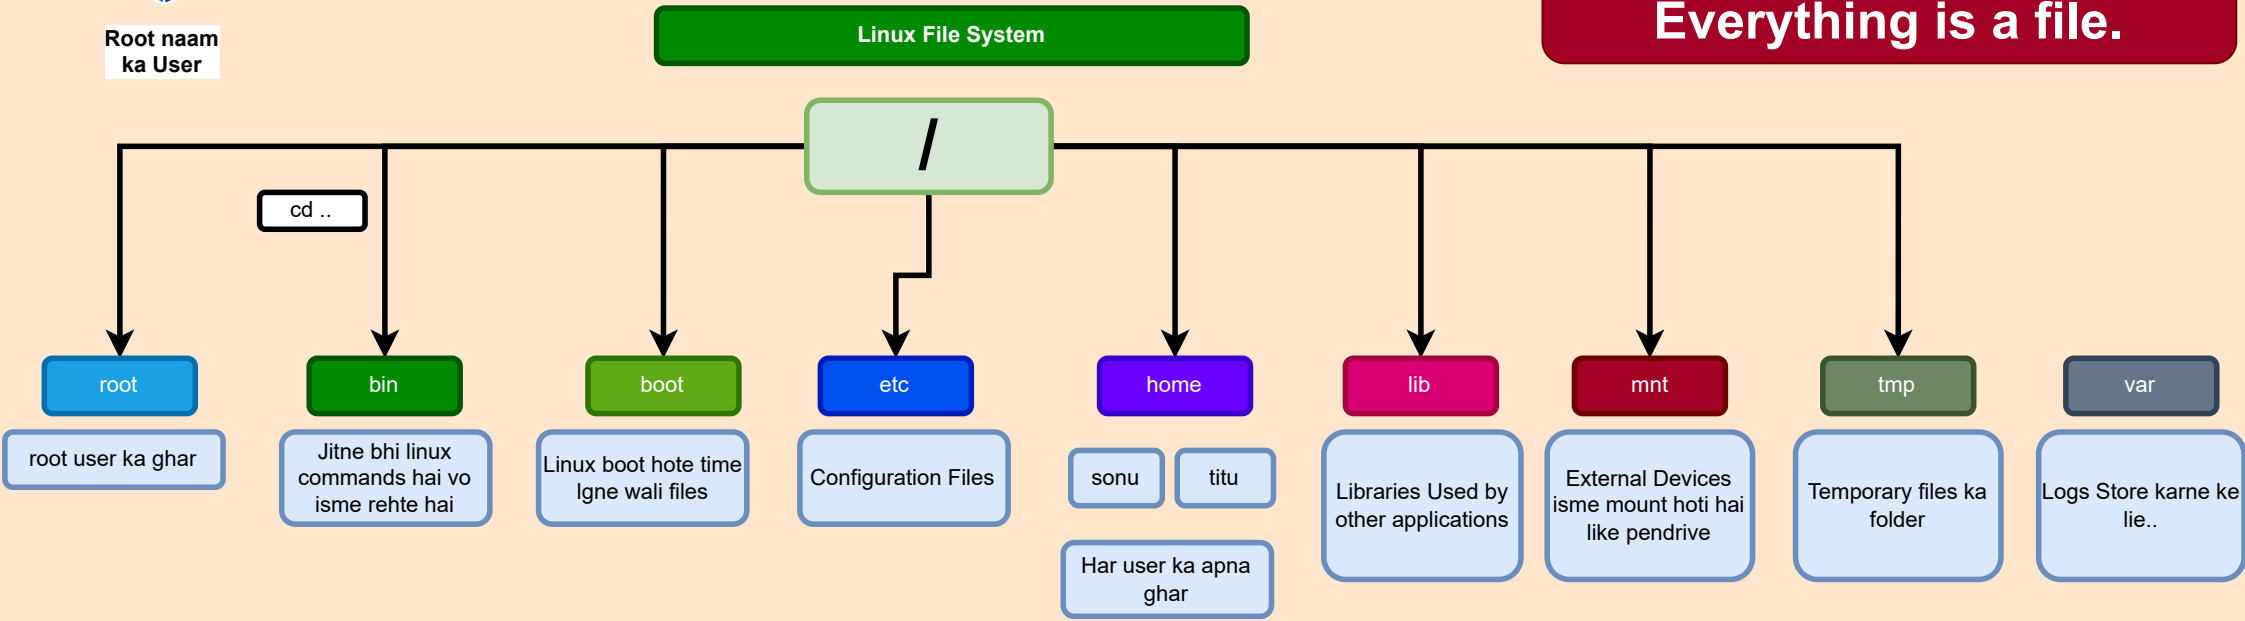 Root naam
ka User
Linux File System
Everything is a file.
/
cd ..
root
bin
boot
etc
home
lib
mnt
tmp
var
root user ka ghar
Jitne bhi linux
commands hai vo
isme rehte hai
Linux boot hote time
lgne wali files
Configuration Files
sonu
titu
Har user ka apna
ghar
Libraries Used by
other applications
External Devices
isme mount hoti hai
like pendrive
Temporary files ka
folder
Logs Store karne ke
lie..